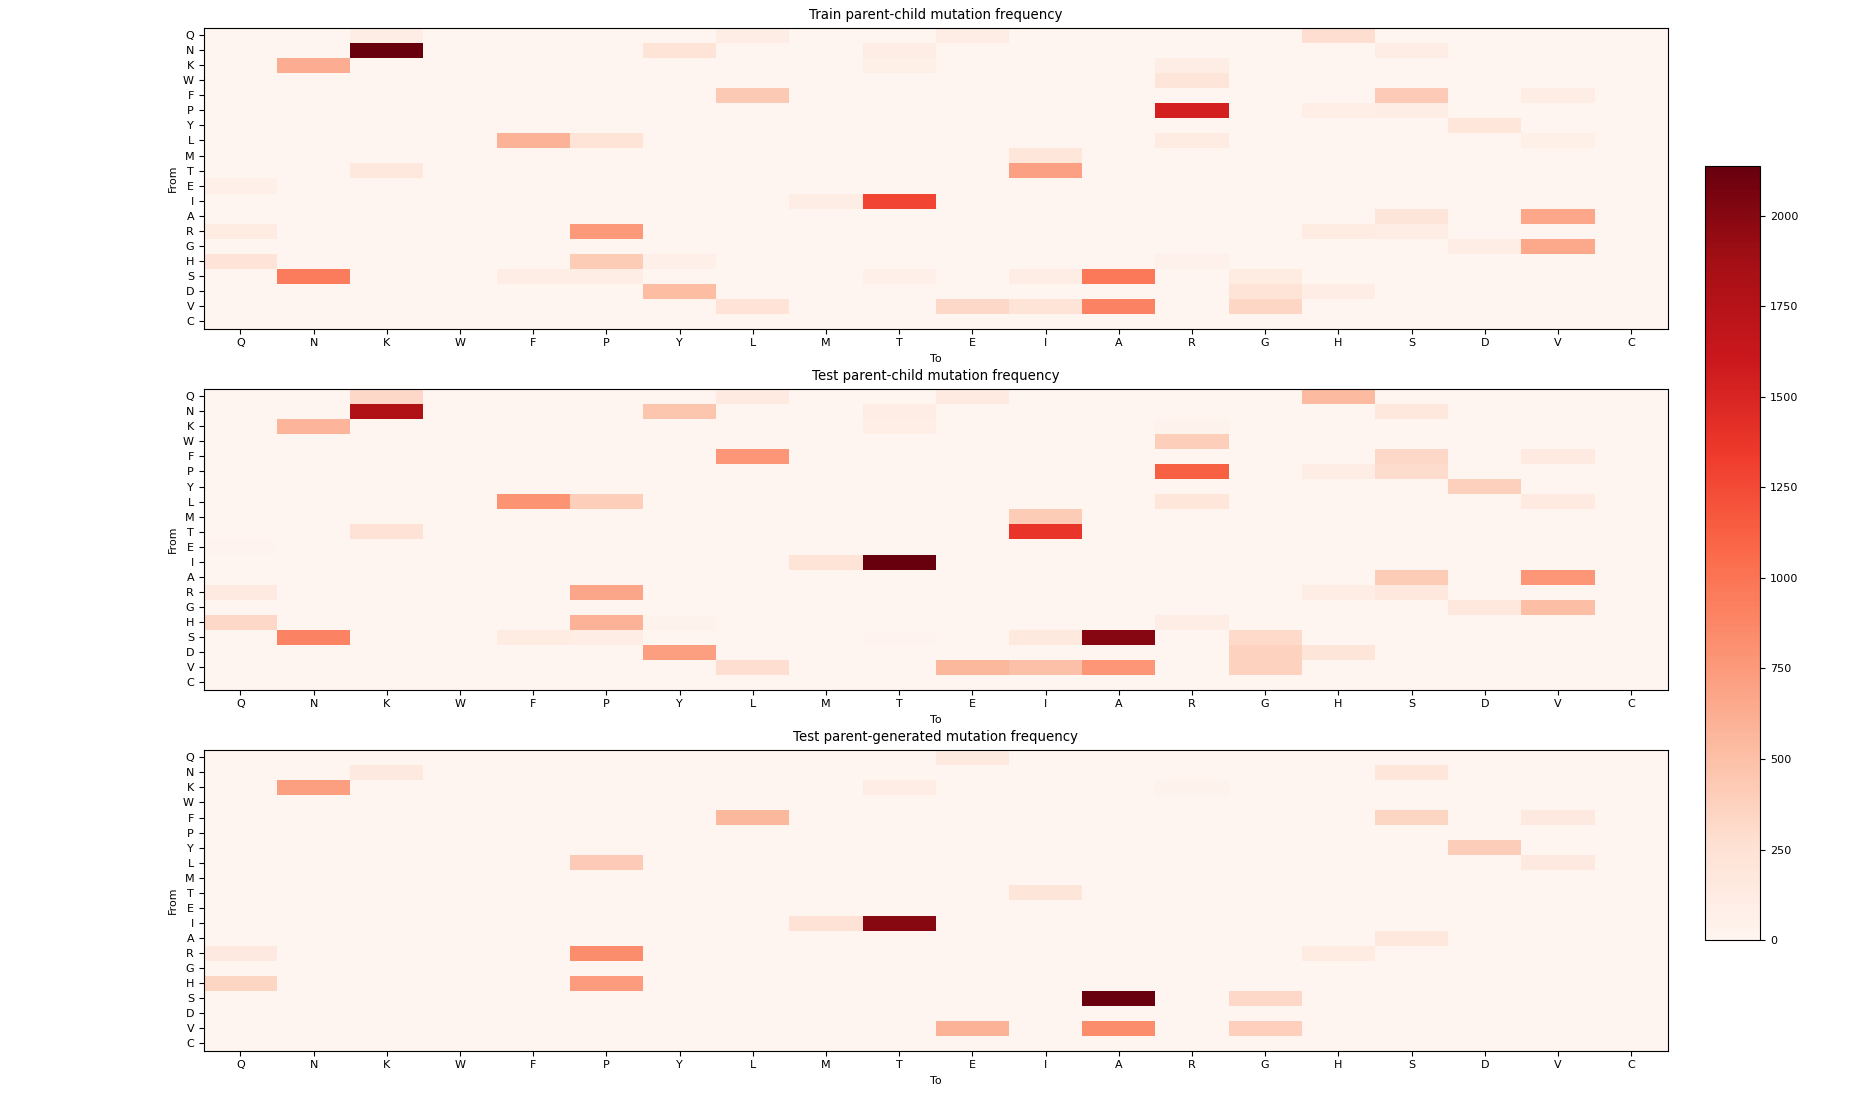 Train parent-child mutation frequency
From
Q
N
K
W
F
P
Y
L
M
T
E
I
A
R
G
H
S
D
V
C
Q N K W F P Y L M T E I A R G H S D V C
To
Test parent-child mutation frequency
From
Q
N
K
W
F
P
Y
L
M
T
E
I
A
R
G
H
S
D
V
C
Q N K W F P Y L M T E I A R G H S D V C
To
Test parent-generated mutation frequency
From
Q
N
K
W
F
P
Y
L
M
T
E
I
A
R
G
H
S
D
V
C
Q N K W F P Y L M T E I A R G H S D V C
To
2000
1750
1500
1250
1000
750
500
250
0